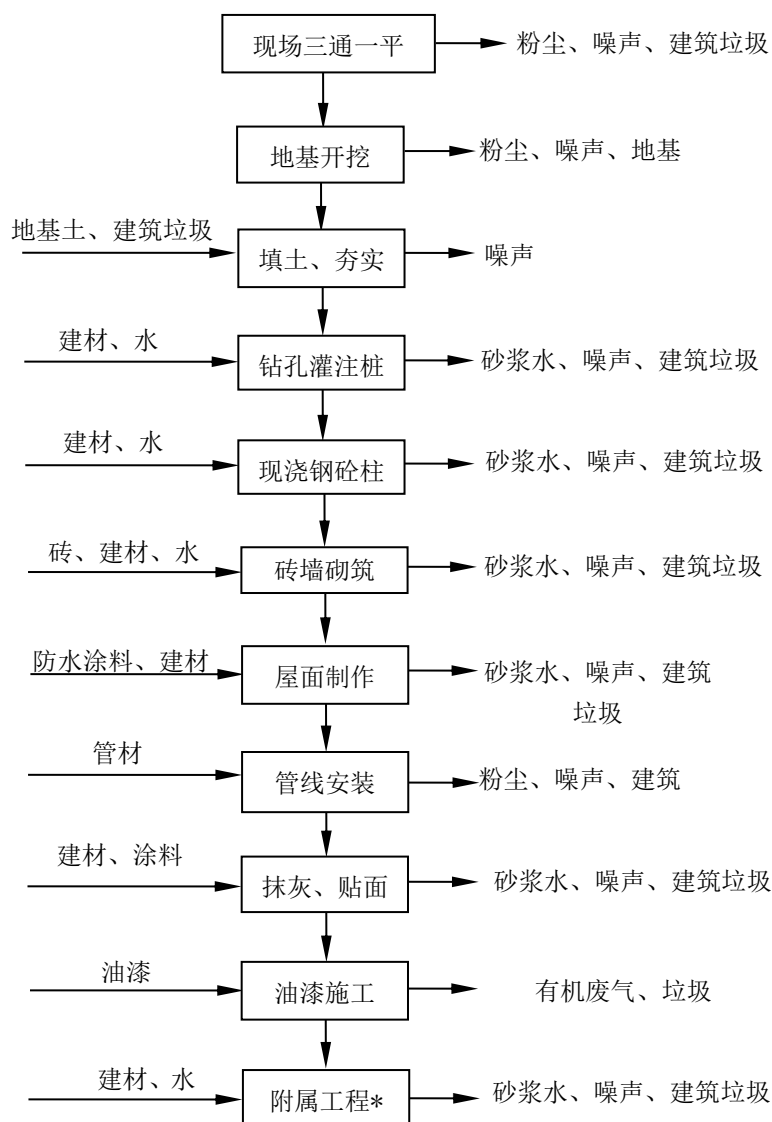 现场三通一平
粉尘、噪声、建筑垃圾
地基开挖
粉尘、噪声、地基
地基土、建筑垃圾
填土、夯实
噪声
建材、水
钻孔灌注桩
砂浆水、噪声、建筑垃圾
建材、水
现浇钢砼柱
砂浆水、噪声、建筑垃圾
砖、建材、水
砖墙砌筑
砂浆水、噪声、建筑垃圾
防水涂料、建材
屋面制作
砂浆水、噪声、建筑
垃圾
管材
管线安装
粉尘、噪声、建筑
建材、涂料
抹灰、贴面
砂浆水、噪声、建筑垃圾
油漆
油漆施工
有机废气、垃圾
建材、水
附属工程*
砂浆水、噪声、建筑垃圾